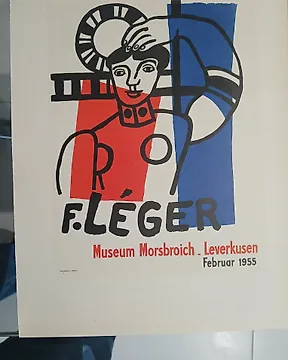 F. LÉGER
Museum Morsbroich - Leverkusen
Februar 1955